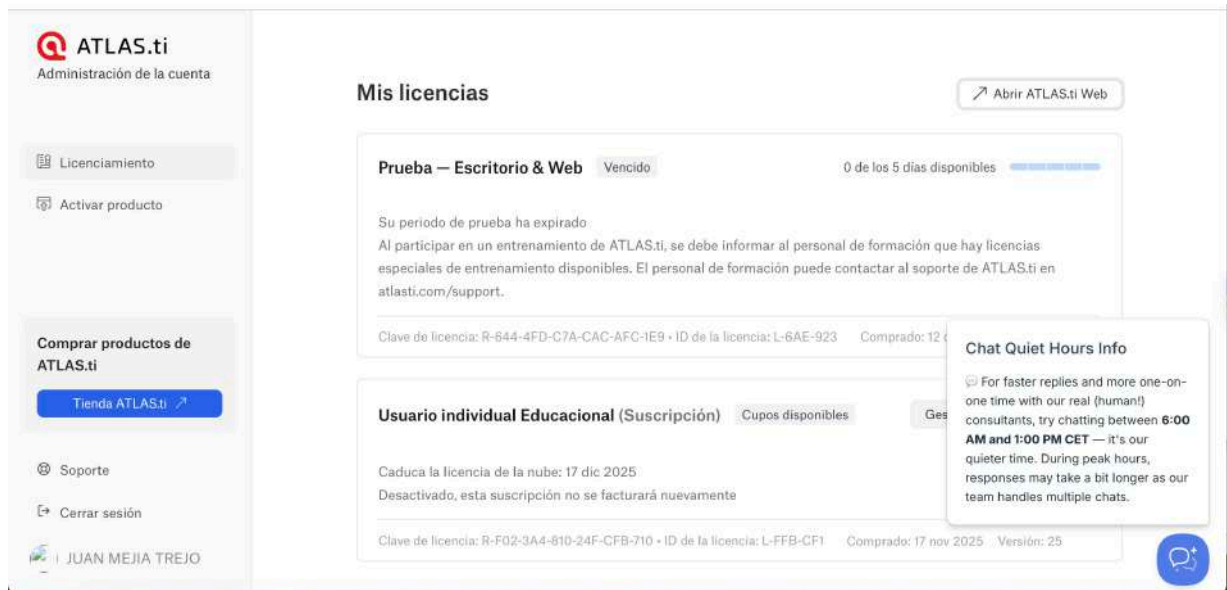 ATLAS.ti
Administración de la cuenta
Licenciamiento
Activar producto
Comprar productos de
ATLAS.ti
Tienda ATLAS.ti
Soporte
Cerrar sesión
JUAN MEJIA TREJO
Mis licencias
Abrir ATLAS.ti Web
Prueba — Escritorio & Web Vencido 0 de los 5 días disponibles
Su periodo de prueba ha expirado
Al participar en un entrenamiento de ATLAS.ti, se debe informar al personal de formación que hay licencias
especiales de entrenamiento disponibles. El personal de formación puede contactar al soporte de ATLAS.ti en
atlasti.com/support.
Clave de licencia: R-644-4FD-C7A-CAC-AFC-1E9 • ID de la licencia: L-6AE-923 Comprado: 12
Usuario individual Educacional (Suscripción) Cupos disponibles Ges
Caduca la licencia de la nube: 17 dic 2025
Desactivado, esta suscripción no se facturará nuevamente
Clave de licencia: R-F02-3A4-810-24F-CFB-710 • ID de la licencia: L-FFB-CF1 Comprado: 17 nov 2025 Versión: 25
Chat Quiet Hours Info
💬 For faster replies and more one-on-
one time with our real (human!)
consultants, try chatting between 6:00
AM and 1:00 PM CET — it's our
quieter time. During peak hours,
responses may take a bit longer as our
team handles multiple chats.